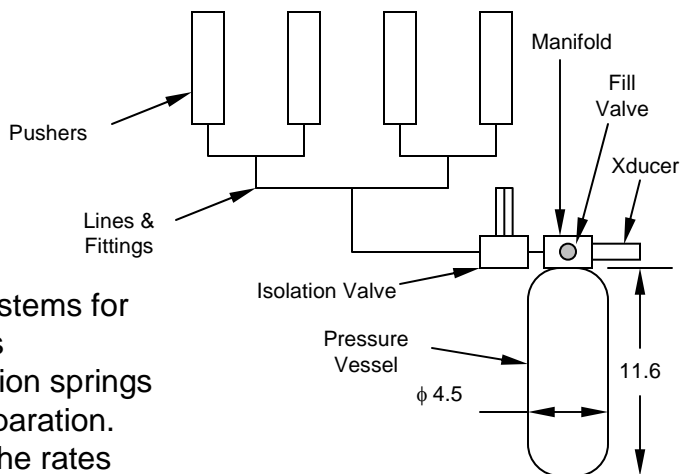 Manifold
Fill
Valve
Pushers
Xducer
Lines &
Fittings
Isolation Valve
stems for
s
Pressure
Vessel
ion springs
11.6
ϕ 4.5
paration.
he rates